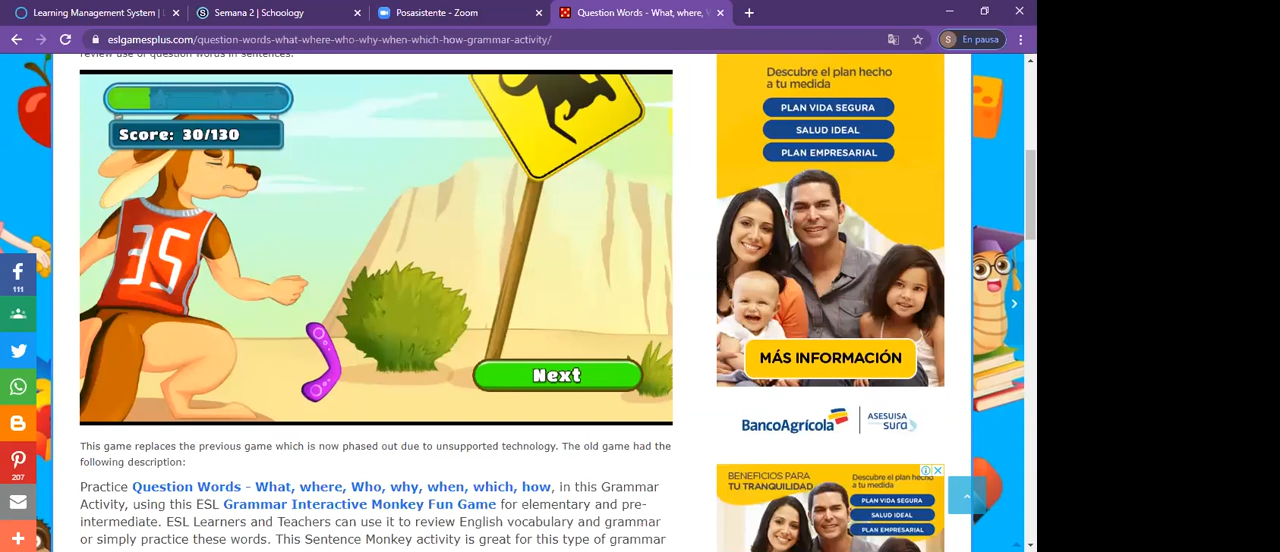 Learning Management System | L
Semana 2 | Schoology
Posasistente - Zoom
Question Words - What, where, W
eslgamesplus.com/question-words-what-where-who-why-when-which-how-grammar-activity/
En pausa
review use of question words in sentences.
Score: 30/130
35
Next
111
207
Descubre el plan hecho
a tu medida
PLAN VIDA SEGURA
SALUD IDEAL
PLAN EMPRESARIAL
MÁS INFORMACIÓN
BancoAgrícola
ASESUISA
sura
This game replaces the previous game which is now phased out due to unsupported technology. The old game had the
following description:
Practice Question Words - What, where, Who, why, when, which, how, in this Grammar
Activity, using this ESL Grammar Interactive Monkey Fun Game for elementary and pre-
intermediate. ESL Learners and Teachers can use it to review English vocabulary and grammar
or simply practice these words. This Sentence Monkey activity is great for this type of grammar
BENEFICIOS PARA
TU TRANQUILIDAD
Descubre el plan hecho
a tu medida
PLAN VIDA SEGURA
SALUD IDEAL
PLAN EMPRESARIAL